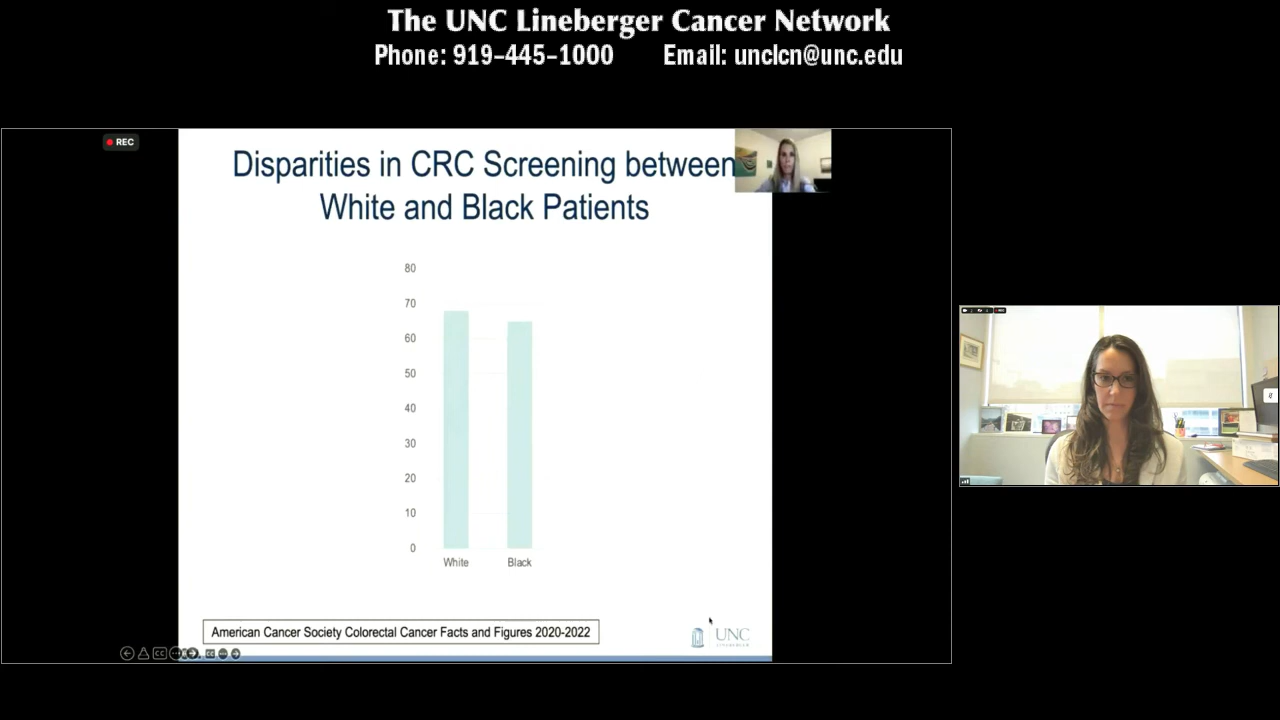 The UNC Lineberger Cancer Network
Phone: 919-445-1000 Email: unclcn@unc.edu
REC
Disparities in CRC Screening between
White and Black Patients
80
70
60
50
40
30
20
10
0
White Black
American Cancer Society Colorectal Cancer Facts and Figures 2020-2022
UNC